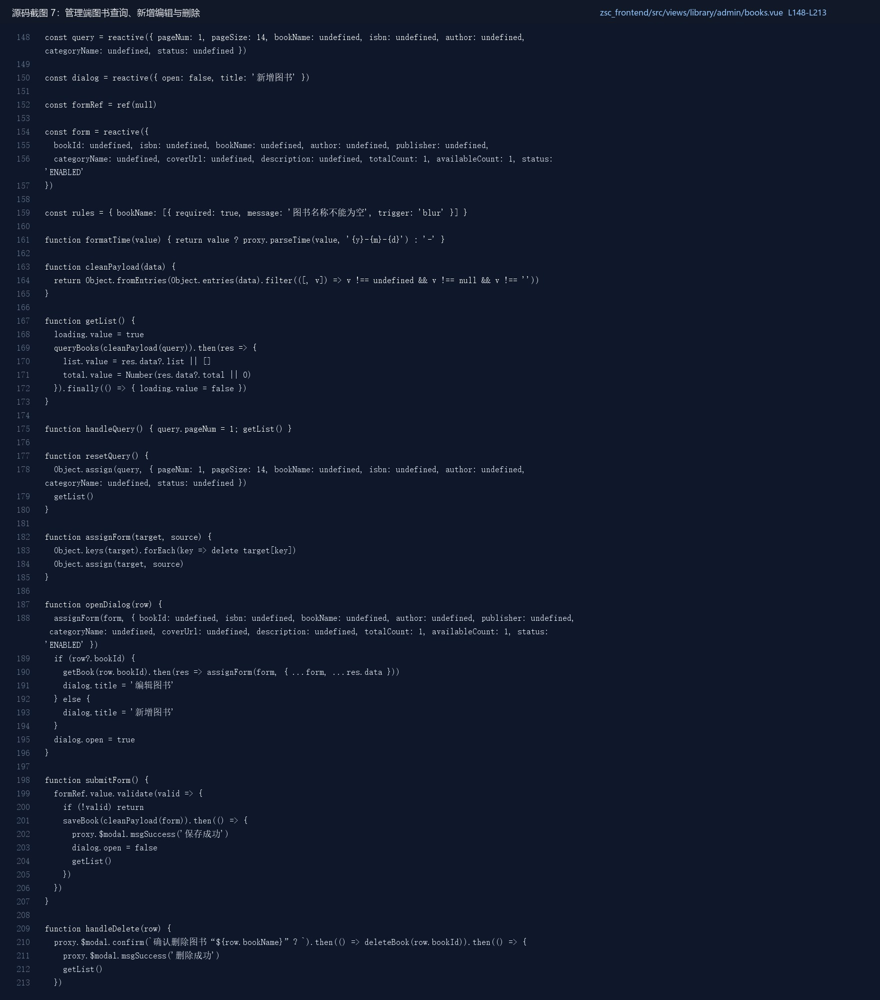 源码截图 7：管理端图书查询、新增编辑与删除 zsc_frontend/src/views/library/admin/books.vue L148-L213
148 const query = reactive({ pageNum: 1, pageSize: 14, bookName: undefined, isbn: undefined, author: undefined,
categoryName: undefined, status: undefined })
149
150 const dialog = reactive({ open: false, title: '新增图书' })
151
152 const formRef = ref(null)
153
154 const form = reactive({
155   bookId: undefined, isbn: undefined, bookName: undefined, author: undefined, publisher: undefined,
156   categoryName: undefined, coverUrl: undefined, description: undefined, totalCount: 1, availableCount: 1, status:
'ENABLED'
157 })
158
159 const rules = { bookName: [{ required: true, message: '图书名称不能为空', trigger: 'blur' }] }
160
161 function formatTime(value) { return value ? proxy.parseTime(value, '{y}-{m}-{d}') : '-' }
162
163 function cleanPayload(data) {
164   return Object.fromEntries(Object.entries(data).filter(([, v]) => v !== undefined && v !== null && v !== ''))
165 }
166
167 function getList() {
168   loading.value = true
169   queryBooks(cleanPayload(query)).then(res => {
170     list.value = res.data?.list || []
171     total.value = Number(res.data?.total || 0)
172   }).finally(() => { loading.value = false })
173 }
174
175 function handleQuery() { query.pageNum = 1; getList() }
176
177 function resetQuery() {
178   Object.assign(query, { pageNum: 1, pageSize: 14, bookName: undefined, isbn: undefined, author: undefined,
categoryName: undefined, status: undefined })
179   getList()
180 }
181
182 function assignForm(target, source) {
183   Object.keys(target).forEach(key => delete target[key])
184   Object.assign(target, source)
185 }
186
187 function openDialog(row) {
188   assignForm(form, { bookId: undefined, isbn: undefined, bookName: undefined, author: undefined, publisher: undefined,
categoryName: undefined, coverUrl: undefined, description: undefined, totalCount: 1, availableCount: 1, status:
'ENABLED' })
189   if (row?.bookId) {
190     getBook(row.bookId).then(res => assignForm(form, { ...form, ...res.data }))
191     dialog.title = '编辑图书'
192   } else {
193     dialog.title = '新增图书'
194   }
195   dialog.open = true
196 }
197
198 function submitForm() {
199   formRef.value.validate(valid => {
200     if (!valid) return
201     saveBook(cleanPayload(form)).then(() => {
202       proxy.$modal.msgSuccess('保存成功')
203       dialog.open = false
204       getList()
205     })
206   })
207 }
208
209 function handleDelete(row) {
210   proxy.$modal.confirm(`确认删除图书“${row.bookName}”？`).then(() => deleteBook(row.bookId)).then(() => {
211     proxy.$modal.msgSuccess('删除成功')
212     getList()
213   })